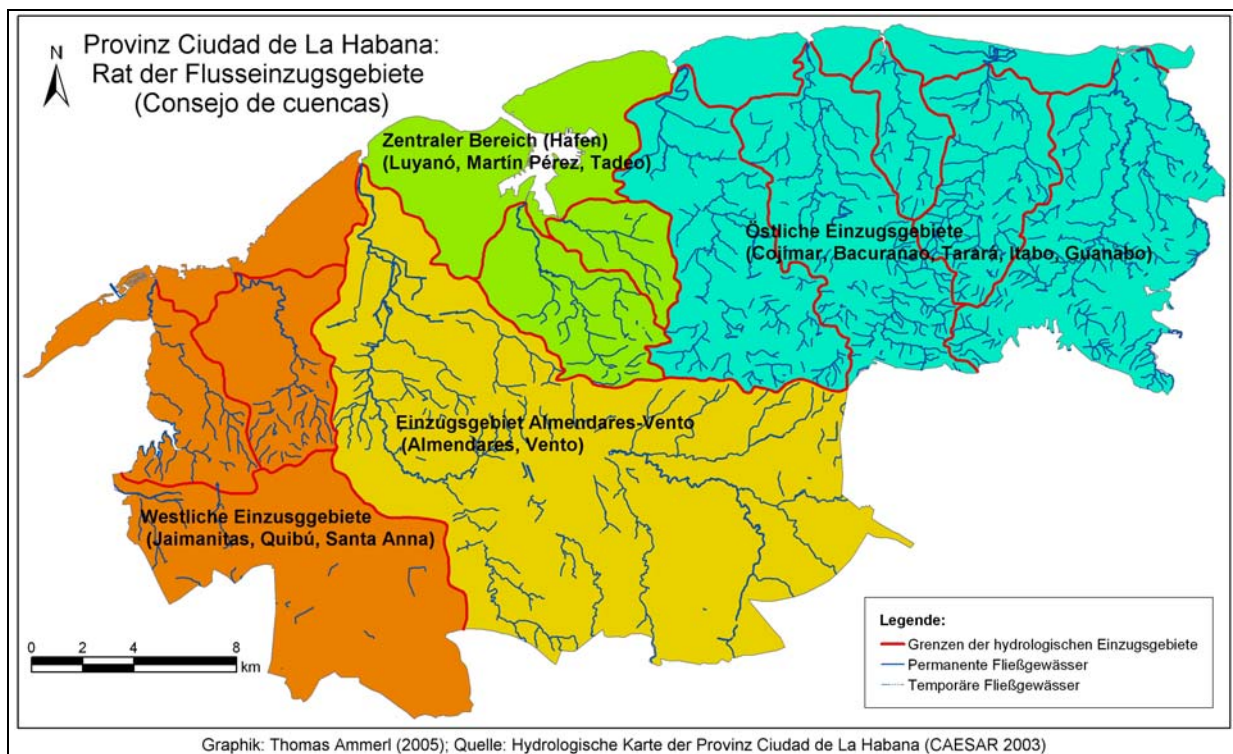 Provinz Ciudad de La Habana:
Rat der Flusseinzugsgebiete
(Consejo de cuencas)
N
Zentraler Bereich (Hafen)
(Luyanó, Martín Pérez, Tadeo)
Östliche Einzugsgebiete
(Cojímar, Bacuranao, Tarará, Itabo, Guanabo)
Einzugsgebiet Almendares-Vento
(Almendares, Vento)
Westliche Einzusggebiete
(Jaimanitas, Quibú, Santa Anna)
0 2 4 8
km
Legende:
Grenzen der hydrologischen Einzugsgebiete
Permanente Fließgewässer
Temporäre Fließgewässer
Graphik: Thomas Ammerl (2005); Quelle: Hydrologische Karte der Provinz Ciudad de La Habana (CAESAR 2003)